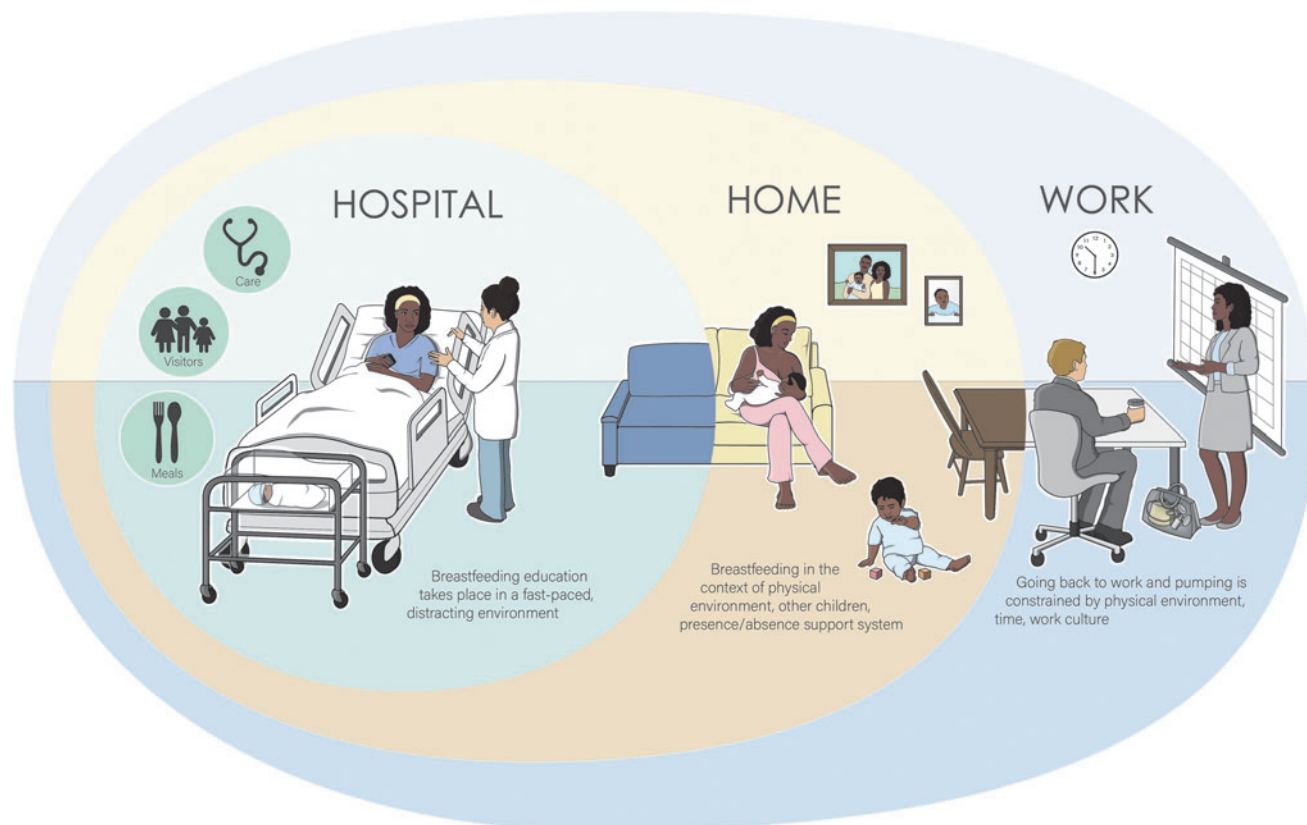 HOSPITAL
HOME
WORK
Care
Visitors
Meals
Breastfeeding education
takes place in a fast-paced,
distracting environment
Breastfeeding in the
context of physical
environment, other children,
presence/absence support system
Going back to work and pumping is
constrained by physical environment,
time, work culture